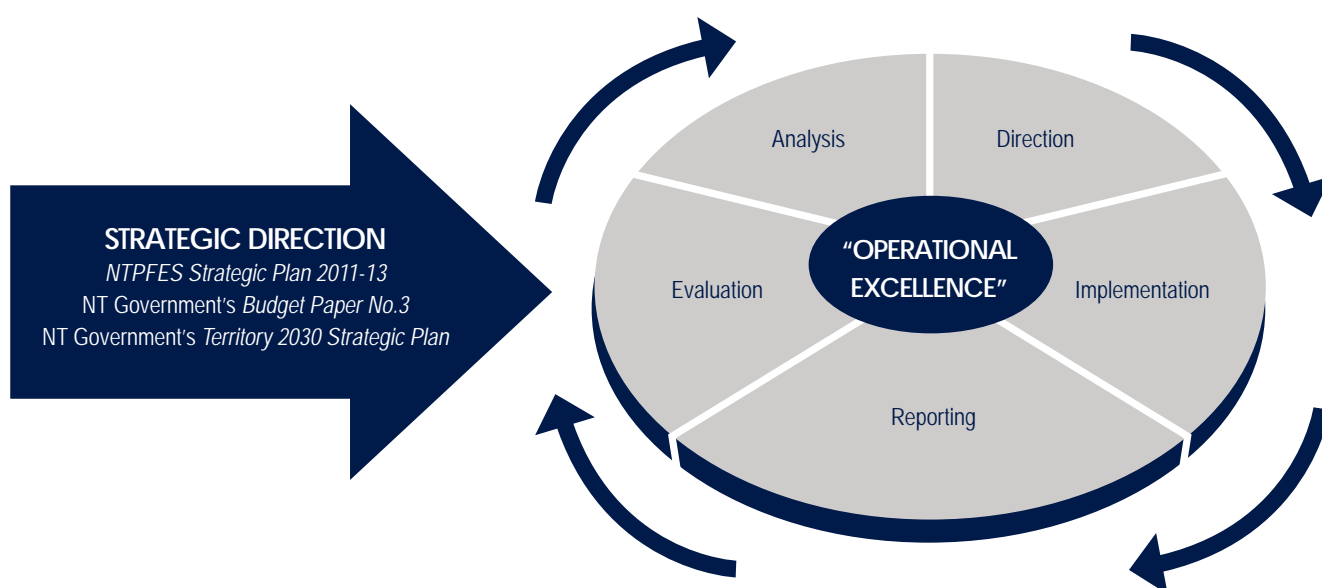 STRATEGIC DIRECTION
NTPFES Strategic Plan 2011-13
NT Government’s Budget Paper No.3
NT Government’s Territory 2030 Strategic Plan
Analysis
Direction
“OPERATIONAL
EXCELLENCE”
Evaluation
Implementation
Reporting